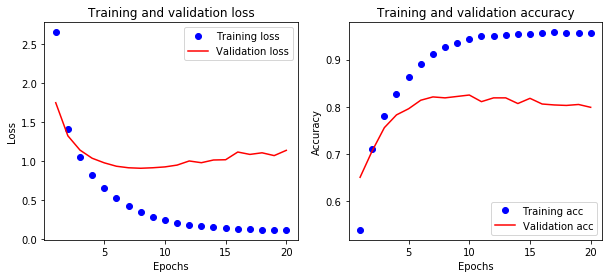 Training and validation loss
2.5
2.0
1.5
1.0
0.5
0.0
Loss
Training loss
Validation loss
5
10
15
20
Epochs
Training and validation accuracy
0.9
0.8
0.7
0.6
Accuracy
Training acc
Validation acc
5
10
15
20
Epochs